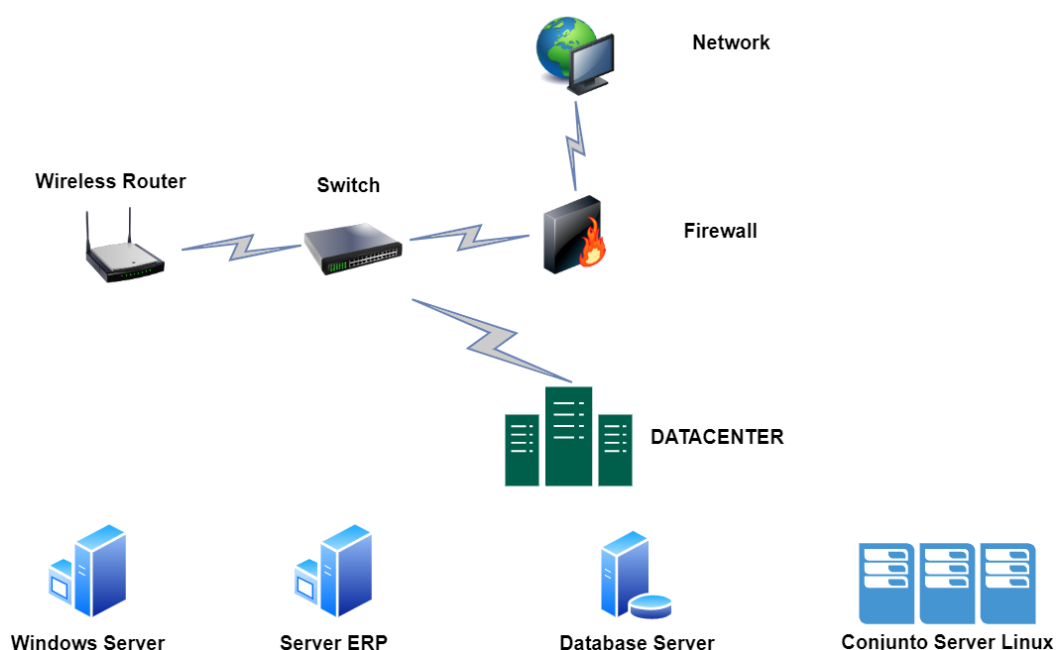 Network
Wireless Router
Switch
Firewall
DATACENTER
Windows Server
Server ERP
Database Server
Conjunto Server Linux